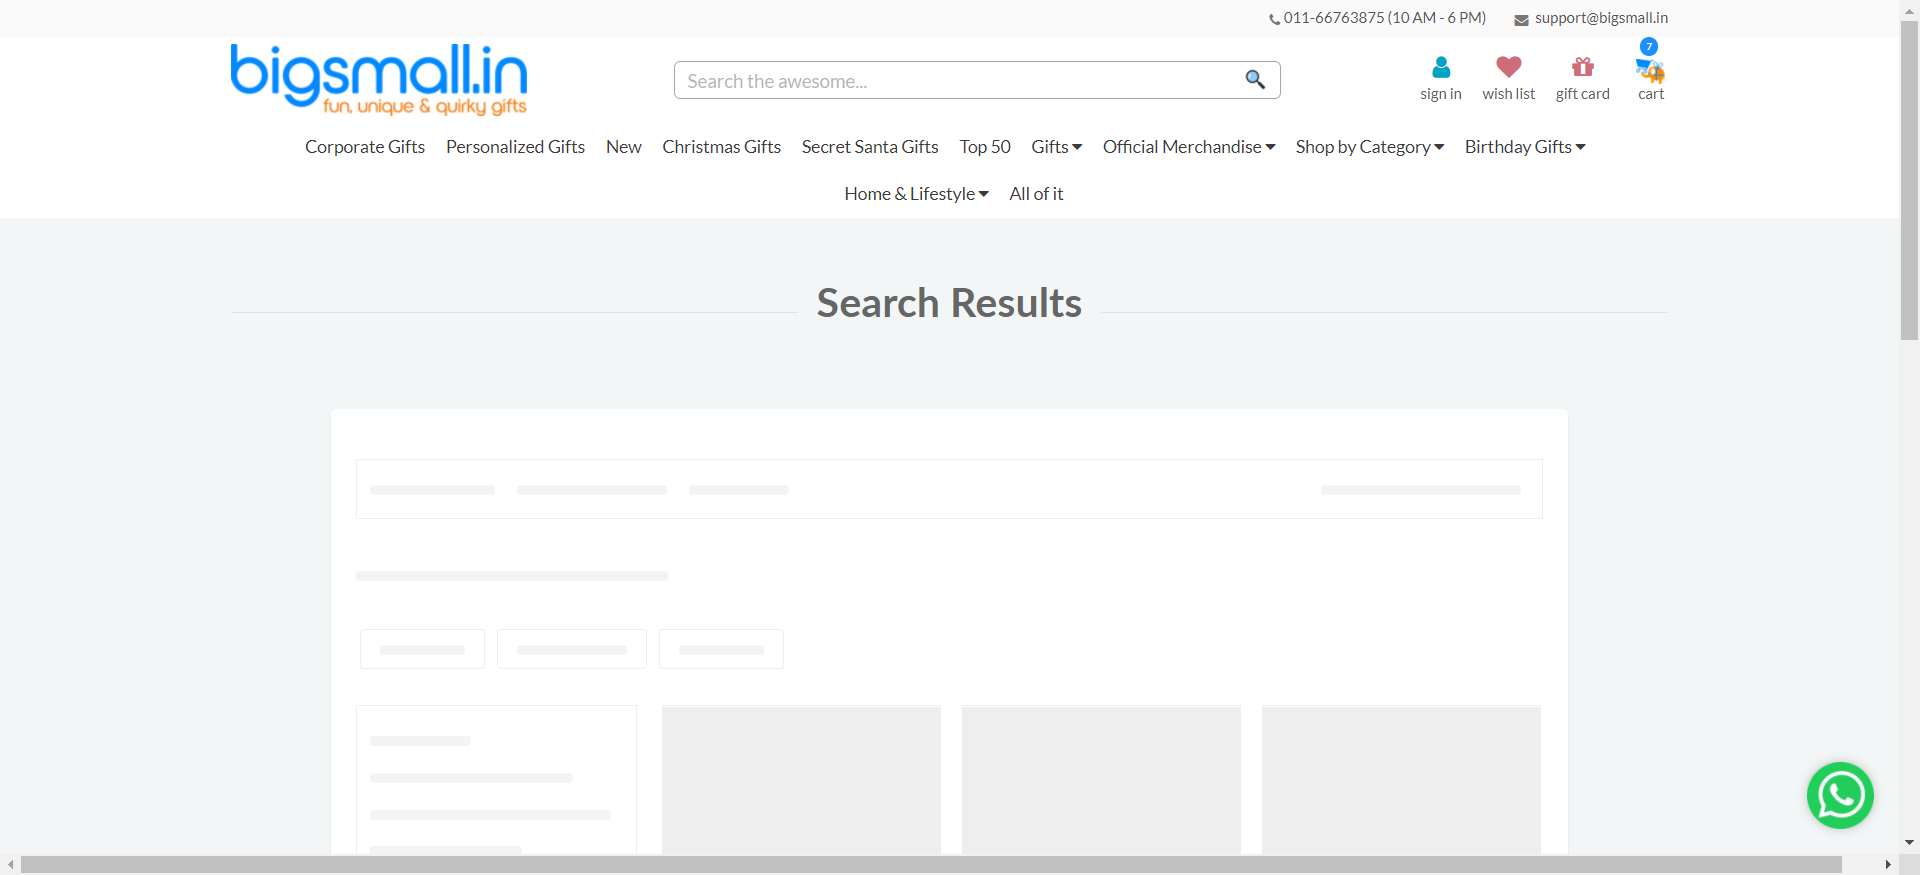 011-66763875 (10 AM - 6 PM) support@bigsmall.in
bigsmall.in
fun, unique & quirky gifts
Search the awesome...
7
sign in wish list gift card cart
Corporate Gifts Personalized Gifts New Christmas Gifts Secret Santa Gifts Top 50 Gifts Official Merchandise Shop by Category Birthday Gifts
Home & Lifestyle All of it
Search Results